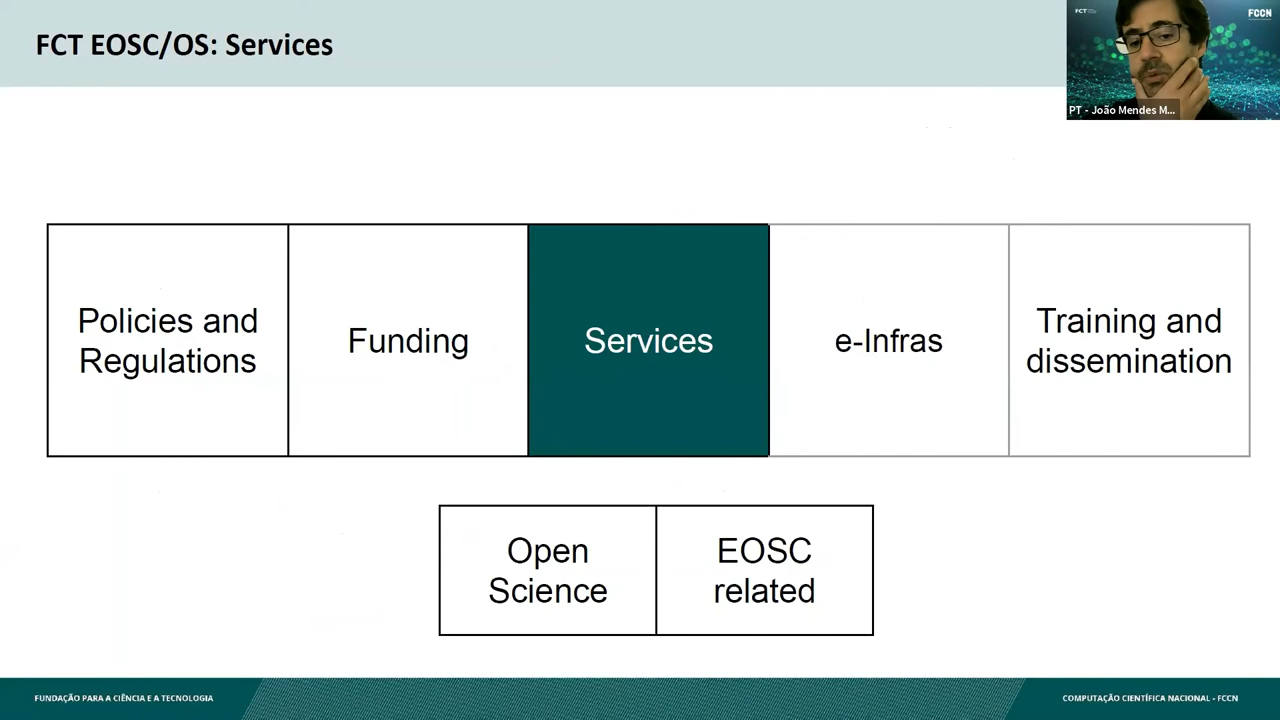 FCT EOSC/OS: Services
FCT
FCCN
PT - João Mendes M...
Policies and
Regulations
Funding
Services
e-Infras
Training and
dissemination
Open
Science
EOSC
related
FUNDAÇÃO PARA A CIÊNCIA E A TECNOLOGIA
COMPUTAÇÃO CIENTÍFICA NACIONAL - FCCN